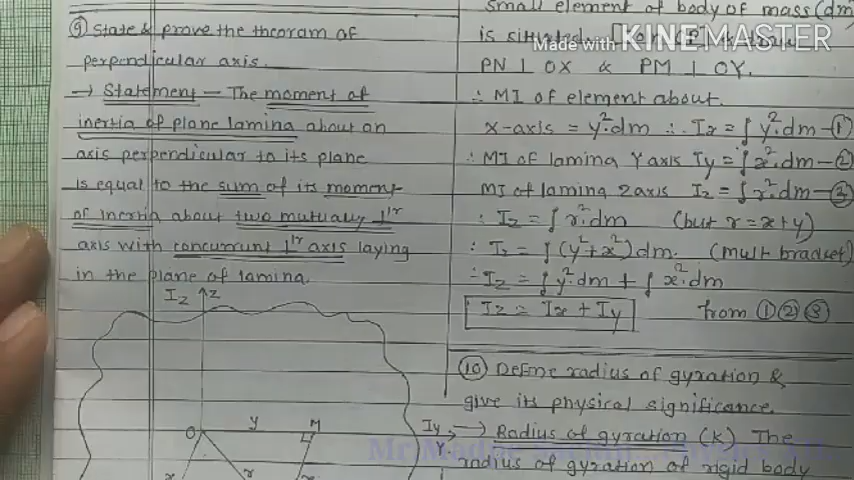 ⑨ State & prove the theoram of
perpendicular axis.
→ Statement – The moment of
inertia of plane lamina about an
axis perpendicular to its plane
is equal to the sum of its moment
of inertia about two mutually ⊥lr
axis with concurrent ⊥lr axis laying
in the plane of lamina.
Iz z
O y M
x r x
Small element of body of mass (dm)
is situated.
PN ⊥ OX & PM ⊥ OY.
∴ MI of element about
x-axis = y².dm ∴ Ix = ∫ y².dm – ①
∴ MI of lamina Y axis Iy = ∫ x².dm – ②
MI of lamina z axis Iz = ∫ r².dm – ③
∴ Iz = ∫ r².dm (but r = x + y)
∴ Iz = ∫ (y² + x²) dm. (mult bracket)
∴ Iz = ∫ y².dm + ∫ x².dm
Iz = Ix + Iy from ① ② ③
⑩ Define radius of gyration &
give its physical significance.
Iy Y
→ Radius of gyration (K) The
radius of gyration of rigid body
Made with KINEMASTER